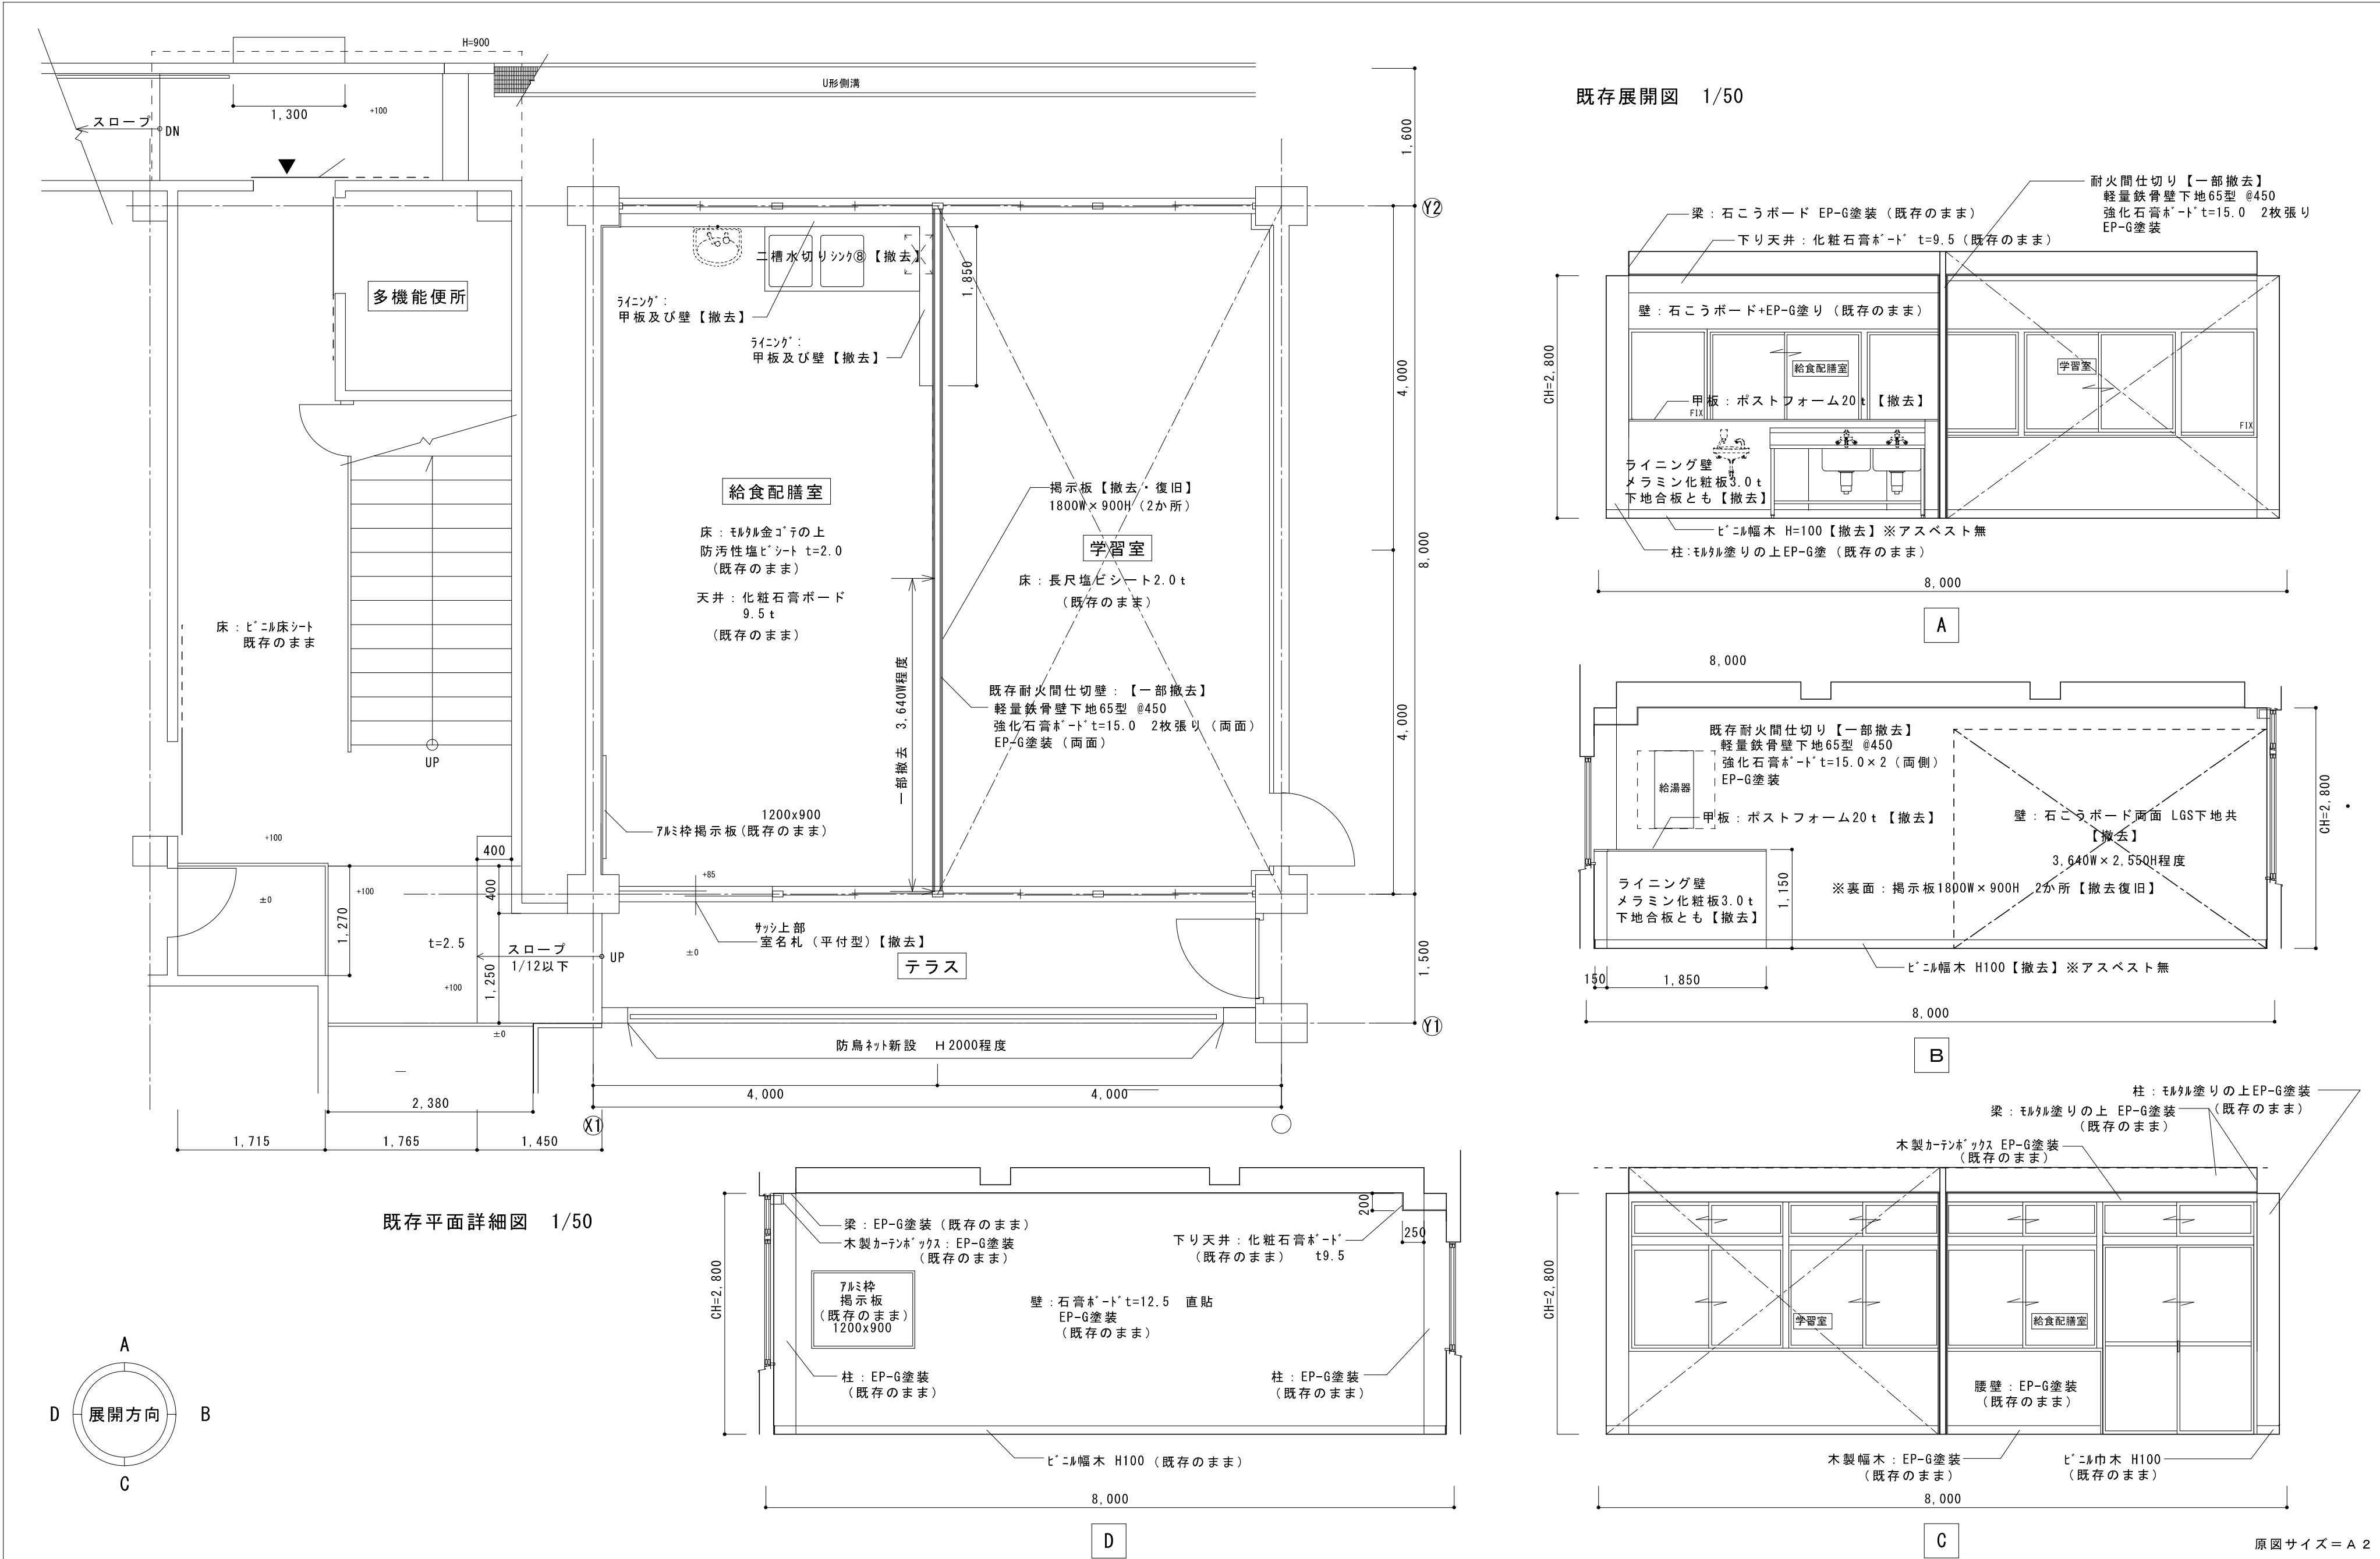 H=900
U形側溝
1,300
+100
スロープ
DN
1,600
Y2
多機能便所
二槽水切りｼﾝｸ⑧【撤去】
1,850
ﾗｲﾆﾝｸﾞ:
甲板及び壁【撤去】
ﾗｲﾆﾝｸﾞ:
甲板及び壁【撤去】
4,000
8,000
4,000
給食配膳室
床：ﾓﾙﾀﾙ金ｺﾞﾃの上
防汚性塩ﾋﾞｼｰﾄ t=2.0
(既存のまま)
天井：化粧石膏ボード
9.5ｔ
(既存のまま)
掲示板【撤去・復旧】
1800W×900H（2か所）
学習室
床：長尺塩ビシート2.0ｔ
（既存のまま）
床：ﾋﾞﾆﾙ床ｼｰﾄ
既存のまま
UP
一部撤去　3,640W程度
既存耐火間仕切壁：【一部撤去】
軽量鉄骨壁下地65型 @450
強化石膏ﾎﾞｰﾄﾞt=15.0　2枚張り（両面）
EP-G塗装（両面）
1200x900
ｱﾙﾐ枠掲示板(既存のまま)
+100
400
400
+85
±0
+100
1,270
t=2.5
スロープ
1/12以下
UP
1,250
+100
±0
ｻｯｼ上部
室名札（平付型）【撤去】
±0
テラス
1,500
Y1
防鳥ﾈｯﾄ新設　Ｈ2000程度
4,000
4,000
2,380
X1
1,715
1,765
1,450
既存平面詳細図　1/50
A
D
展開方向
B
C
既存展開図　1/50
耐火間仕切り【一部撤去】
軽量鉄骨壁下地65型 @450
強化石膏ﾎﾞｰﾄﾞt=15.0　2枚張り
EP-G塗装
梁：石こうボード EP-G塗装（既存のまま）
下り天井：化粧石膏ﾎﾞｰﾄﾞ t=9.5（既存のまま）
壁：石こうボード+EP-G塗り（既存のまま）
CH=2,800
給食配膳室
学習室
甲板：ポストフォーム20ｔ【撤去】
FIX
FIX
ライニング壁
メラミン化粧板3.0ｔ
下地合板とも【撤去】
ﾋﾞﾆﾙ幅木 H=100【撤去】※アスベスト無
柱:ﾓﾙﾀﾙ塗りの上EP-G塗（既存のまま）
8,000
A
8,000
既存耐火間仕切り【一部撤去】
軽量鉄骨壁下地65型 @450
強化石膏ﾎﾞｰﾄﾞt=15.0×2（両側）
EP-G塗装
給湯器
甲板：ポストフォーム20ｔ【撤去】
壁：石こうボード両面 LGS下地共
【撤去】
3,640W×2,550H程度
※裏面：掲示板1800W×900H　2か所【撤去復旧】
CH=2,800
ライニング壁
メラミン化粧板3.0ｔ
下地合板とも【撤去】
1,150
ﾋﾞﾆﾙ幅木 H100【撤去】※アスベスト無
150
1,850
8,000
B
柱：ﾓﾙﾀﾙ塗りの上EP-G塗装
（既存のまま）
梁：ﾓﾙﾀﾙ塗りの上 EP-G塗装
（既存のまま）
木製ｶｰﾃﾝﾎﾞｯｸｽ EP-G塗装
（既存のまま）
CH=2,800
学習室
給食配膳室
腰壁：EP-G塗装
（既存のまま）
木製幅木：EP-G塗装
（既存のまま）
ﾋﾞﾆﾙ巾木 H100
（既存のまま）
8,000
C
梁：EP-G塗装（既存のまま）
木製ｶｰﾃﾝﾎﾞｯｸｽ：EP-G塗装
（既存のまま）
200
250
下り天井：化粧石膏ﾎﾞｰﾄﾞ
（既存のまま）　t9.5
CH=2,800
ｱﾙﾐ枠
掲示板
(既存のまま)
1200x900
壁：石膏ﾎﾞｰﾄﾞt=12.5　直貼
EP-G塗装
（既存のまま）
柱：EP-G塗装
（既存のまま）
柱：EP-G塗装
（既存のまま）
ﾋﾞﾆﾙ幅木 H100（既存のまま）
8,000
D
原図サイズ＝Ａ２